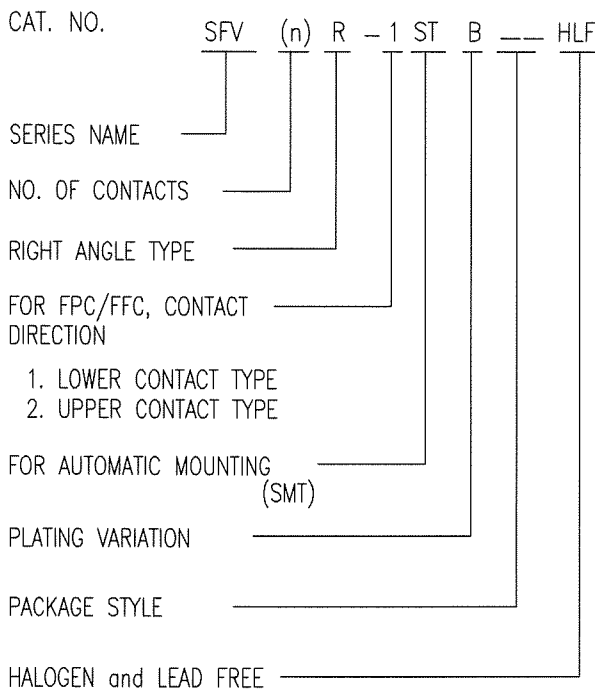 CAT. NO. SFV (n) R - 1 ST B __ HLF
SERIES NAME
NO. OF CONTACTS
RIGHT ANGLE TYPE
FOR FPC/FFC, CONTACT
DIRECTION
1. LOWER CONTACT TYPE
2. UPPER CONTACT TYPE
FOR AUTOMATIC MOUNTING
(SMT)
PLATING VARIATION
PACKAGE STYLE
HALOGEN and LEAD FREE